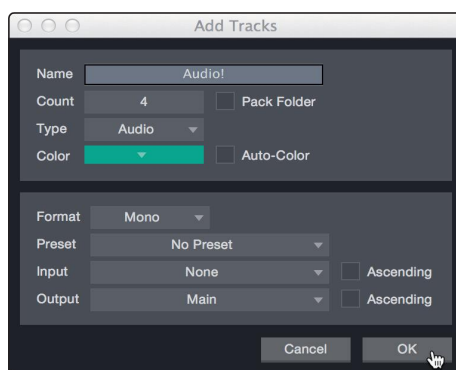 Add Tracks
Name Audio!
Count 4 Pack Folder
Type Audio
Color Auto-Color
Format Mono
Preset No Preset
Input None Ascending
Output Main Ascending
Cancel OK